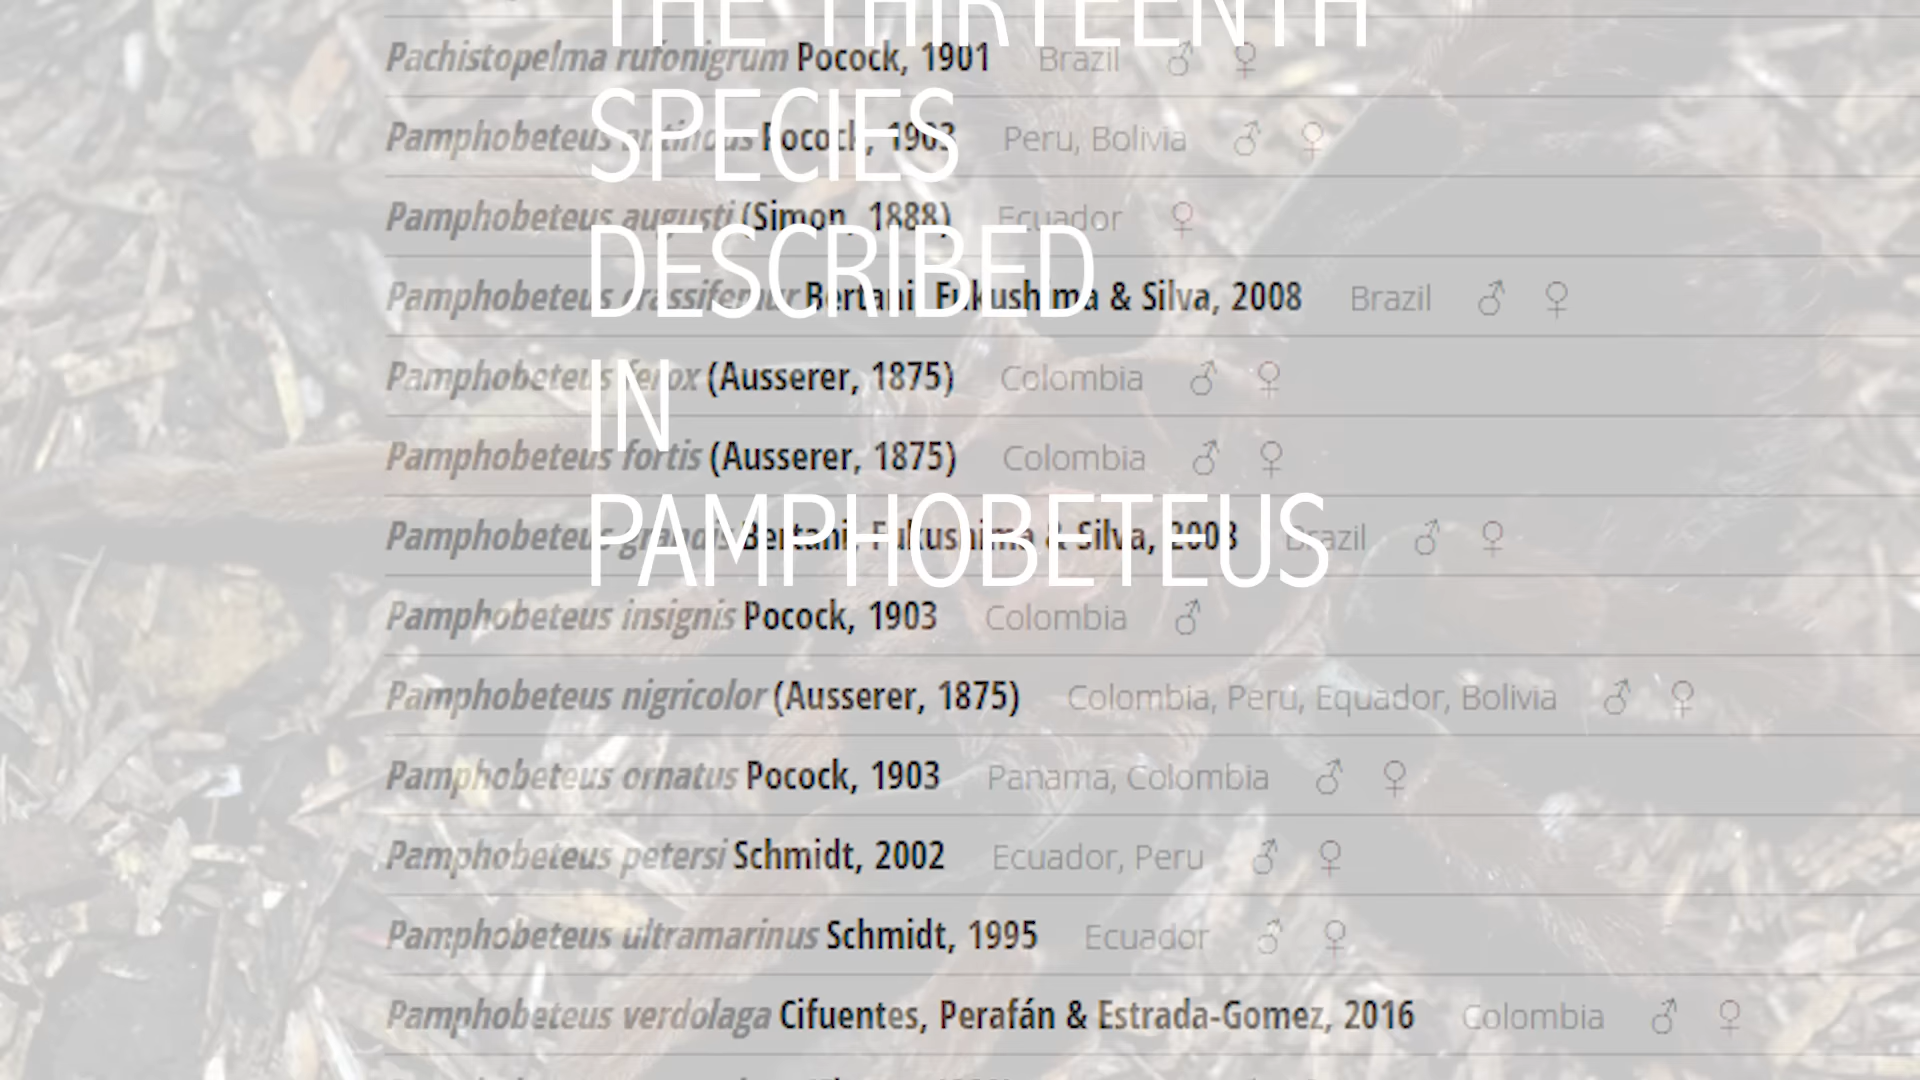 THE THIRTEENTH
SPECIES
DESCRIBED
IN
PAMPHOBETEUS
Pachistopelma rufonigrum Pocock, 1901 Brazil ♂ ♀
Pamphobeteus antinous Pocock, 1903 Peru, Bolivia ♂ ♀
Pamphobeteus augusti (Simon, 1888) Ecuador ♀
Pamphobeteus crassifemur Bertani, Fukushima & Silva, 2008 Brazil ♂ ♀
Pamphobeteus ferox (Ausserer, 1875) Colombia ♂ ♀
Pamphobeteus fortis (Ausserer, 1875) Colombia ♂ ♀
Pamphobeteus grandis Bertani, Fukushima & Silva, 2008 Brazil ♂ ♀
Pamphobeteus insignis Pocock, 1903 Colombia ♂
Pamphobeteus nigricolor (Ausserer, 1875) Colombia, Peru, Equador, Bolivia ♂ ♀
Pamphobeteus ornatus Pocock, 1903 Panama, Colombia ♂ ♀
Pamphobeteus petersi Schmidt, 2002 Ecuador, Peru ♂ ♀
Pamphobeteus ultramarinus Schmidt, 1995 Ecuador ♂ ♀
Pamphobeteus verdolaga Cifuentes, Perafán & Estrada-Gomez, 2016 Colombia ♂ ♀